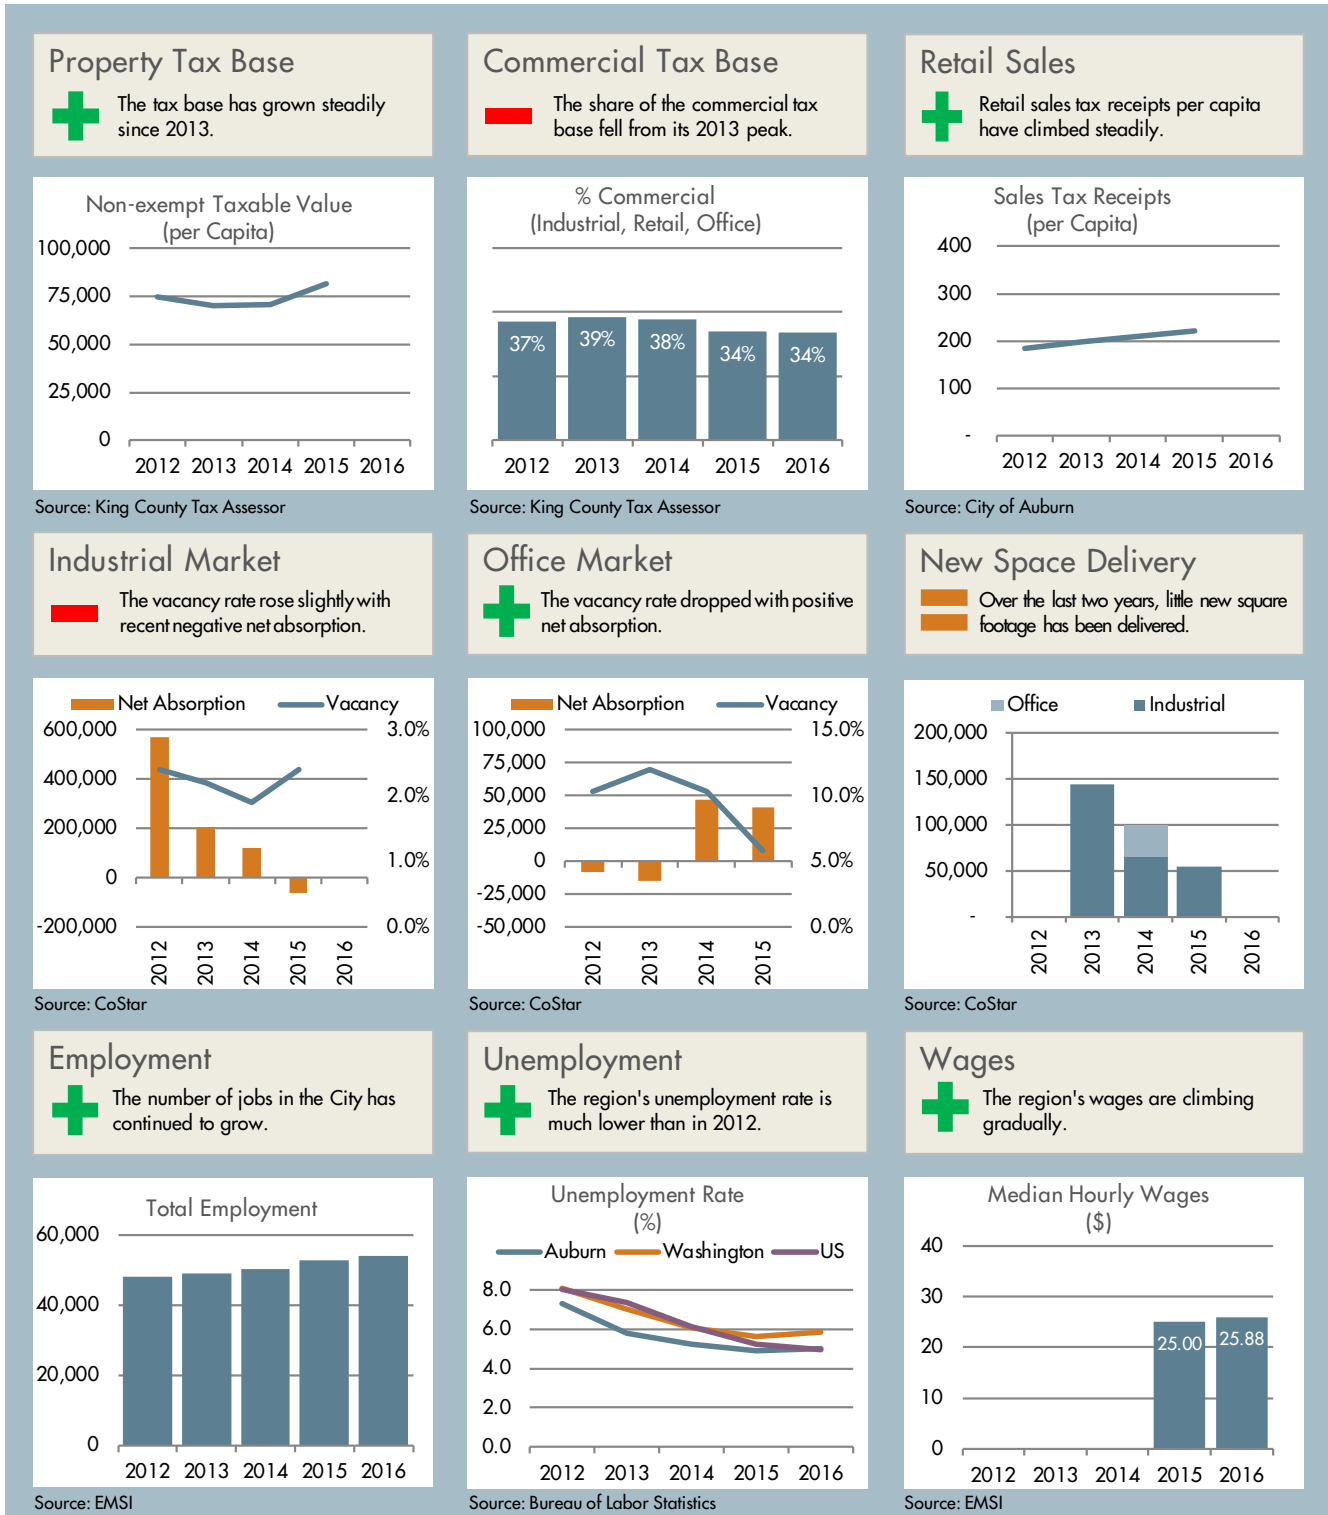 Property Tax Base
The tax base has grown steadily
since 2013.
Commercial Tax Base
The share of the commercial tax
base fell from its 2013 peak.
Retail Sales
Retail sales tax receipts per capita
have climbed steadily.
Non-exempt Taxable Value
(per Capita)
100,000
75,000
50,000
25,000
0
2012 2013 2014 2015 2016
Source: King County Tax Assessor
% Commercial
(Industrial, Retail, Office)
37% 39% 38% 34% 34%
2012 2013 2014 2015 2016
Source: King County Tax Assessor
Sales Tax Receipts
(per Capita)
400
300
200
100
-
2012 2013 2014 2015 2016
Source: City of Auburn
Industrial Market
The vacancy rate rose slightly with
recent negative net absorption.
Office Market
The vacancy rate dropped with positive
net absorption.
New Space Delivery
Over the last two years, little new square
footage has been delivered.
Net Absorption Vacancy
600,000 3.0%
400,000
2.0%
200,000
1.0%
0
-200,000 0.0%
2012 2013 2014 2015 2016
Source: CoStar
Net Absorption Vacancy
100,000 15.0%
75,000
50,000 10.0%
25,000
0 5.0%
-25,000
-50,000 0.0%
2012 2013 2014 2015
Source: CoStar
Office Industrial
200,000
150,000
100,000
50,000
-
2012 2013 2014 2015 2016
Source: CoStar
Employment
The number of jobs in the City has
continued to grow.
Unemployment
The region's unemployment rate is
much lower than in 2012.
Wages
The region's wages are climbing
gradually.
Total Employment
60,000
40,000
20,000
0
2012 2013 2014 2015 2016
Source: EMSI
Unemployment Rate
(%)
Auburn Washington US
8.0
6.0
4.0
2.0
0.0
2012 2013 2014 2015 2016
Source: Bureau of Labor Statistics
Median Hourly Wages
($)
40
30
20
10
0
25.00 25.88
2012 2013 2014 2015 2016
Source: EMSI